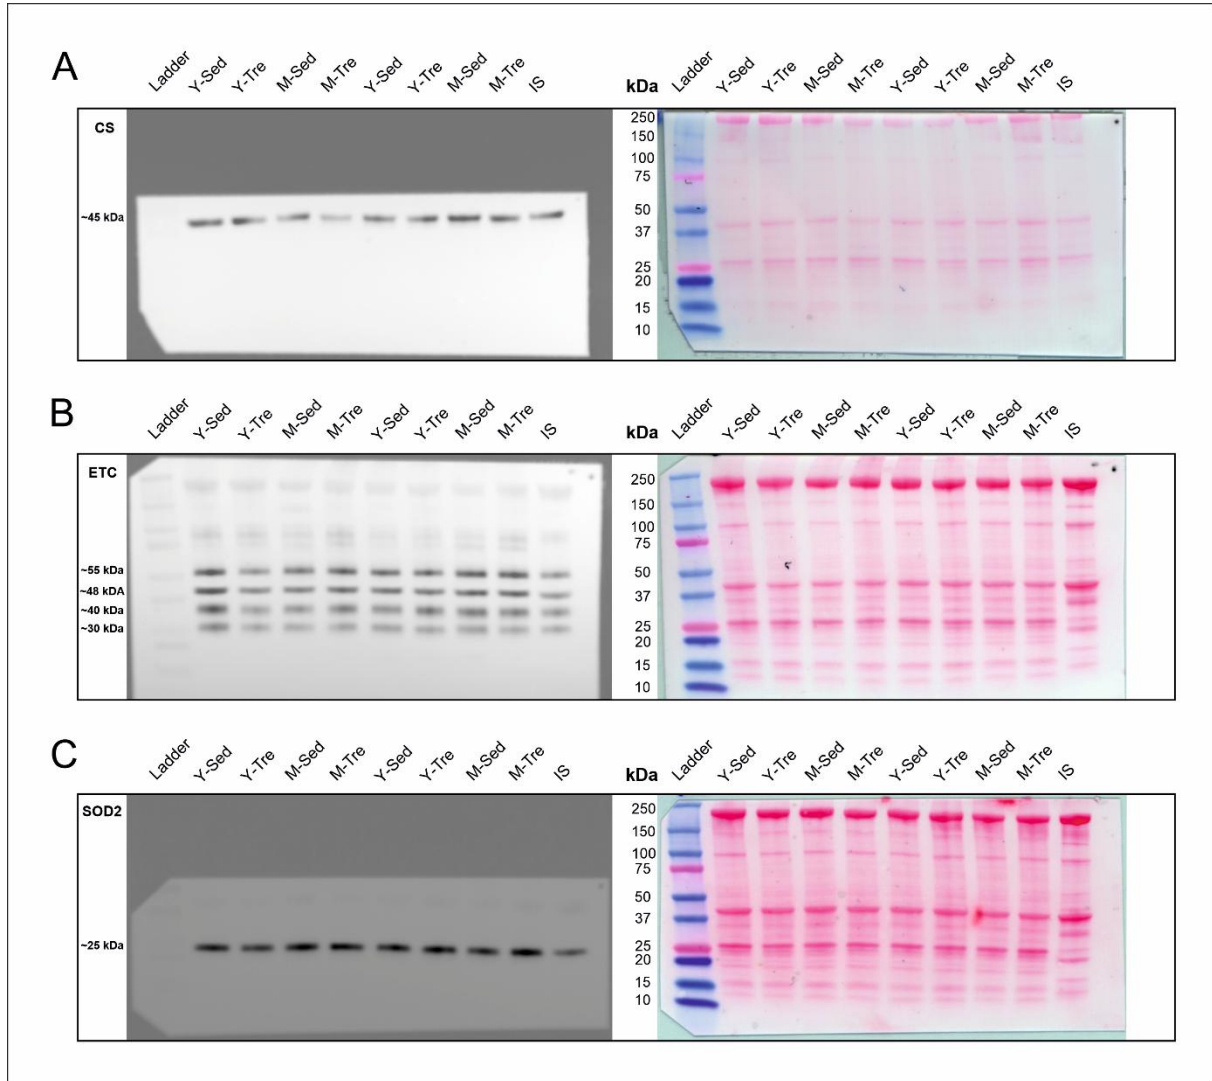 A
Ladder Y-Sed Y-Tre M-Sed M-Tre Y-Sed Y-Tre M-Sed M-Tre IS
kDa Ladder Y-Sed Y-Tre M-Sed M-Tre Y-Sed Y-Tre M-Sed M-Tre IS
CS
~45 kDa
250
150
100
75
50
37
25
20
15
10
B
Ladder Y-Sed Y-Tre M-Sed M-Tre Y-Sed Y-Tre M-Sed M-Tre IS
kDa Ladder Y-Sed Y-Tre M-Sed M-Tre Y-Sed Y-Tre M-Sed M-Tre IS
ETC
~55 kDa
~48 kDA
~40 kDa
~30 kDa
250
150
100
75
50
37
25
20
15
10
C
Ladder Y-Sed Y-Tre M-Sed M-Tre Y-Sed Y-Tre M-Sed M-Tre IS
kDa Ladder Y-Sed Y-Tre M-Sed M-Tre Y-Sed Y-Tre M-Sed M-Tre IS
SOD2
~25 kDa
250
150
100
75
50
37
25
20
15
10